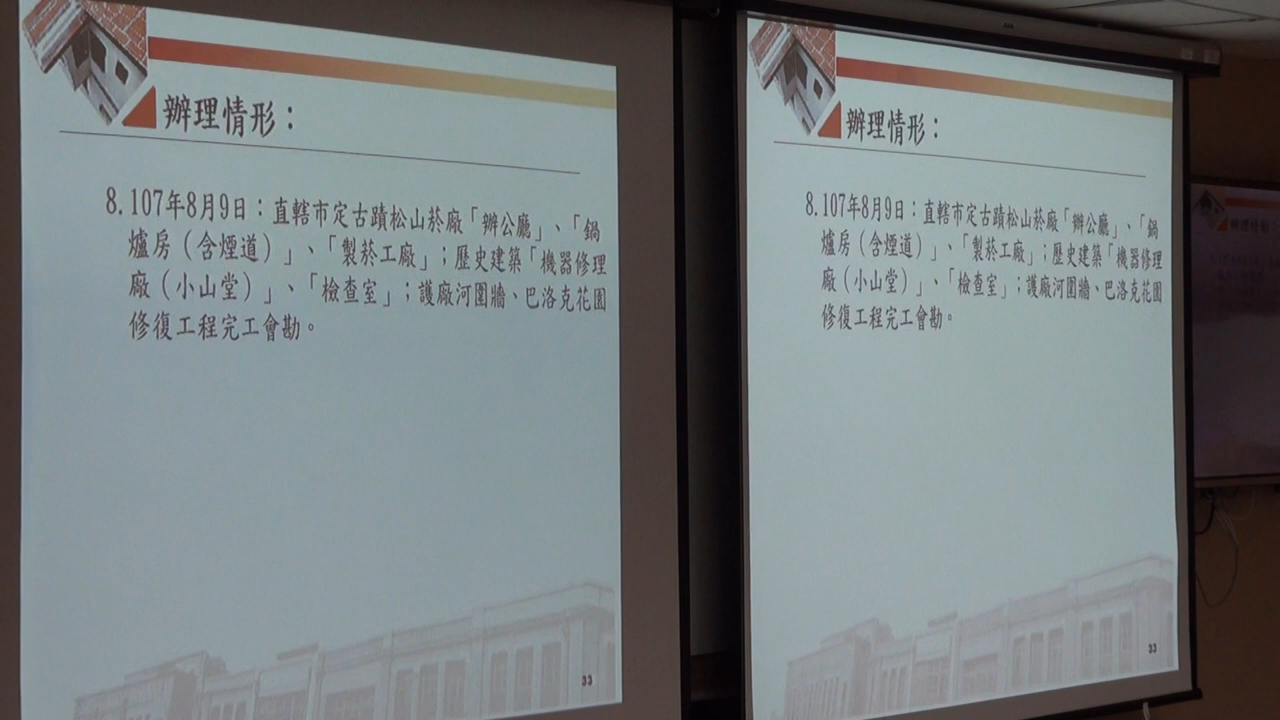 辦理情形：
8.107年8月9日：直轄市定古蹟松山菸廠「辦公廳」、「鍋
爐房（含煙道）」、「製菸工廠」；歷史建築「機器修理
廠（小山堂）」、「檢查室」；護廠河圍牆、巴洛克花園
修復工程完工會勘。
33
辦理情形：
8.107年8月9日：直轄市定古蹟松山菸廠「辦公廳」、「鍋
爐房（含煙道）」、「製菸工廠」；歷史建築「機器修理
廠（小山堂）」、「檢查室」；護廠河圍牆、巴洛克花園
修復工程完工會勘。
33
辦理情形：